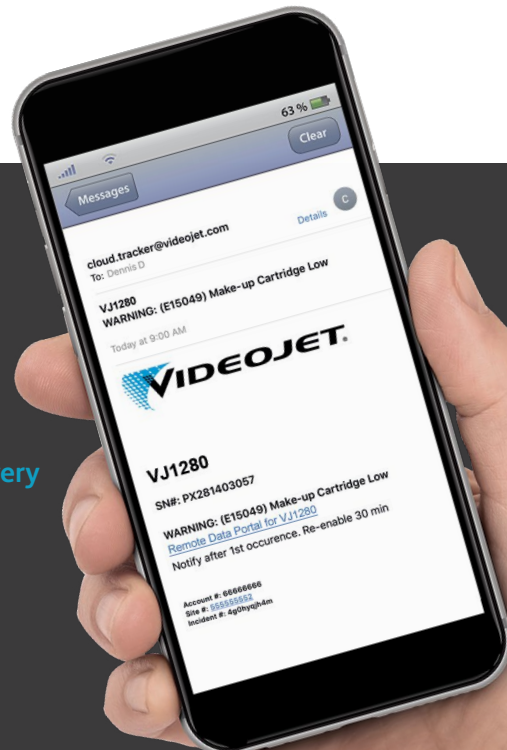 63 %
Messages
Clear
cloud.tracker@videojet.com
Details
C
To: Dennis D
VJ1280
WARNING: (E15049) Make-up Cartridge Low
Today at 9:00 AM
VIDEOJET.
very
VJ1280
SN#: PX281403057
WARNING: (E15049) Make-up Cartridge Low
Remote Data Portal for VJ1280
Notify after 1st occurence. Re-enable 30 min
Account #: 66666666
Site #: 555555552
Incident #: 4g0hyqjh4m